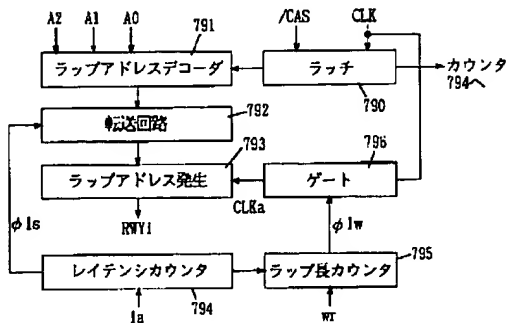 A2 A1 A0 791 /CAS CLK
ラップアドレスデコーダ ラッチ カウンタ
794へ
792 790
転送回路
793 796
ラップアドレス発生 ゲート
CLKa
φ1s RWYi φ1w
レイテンシカウンタ ラップ長カウンタ 795
794
la wr